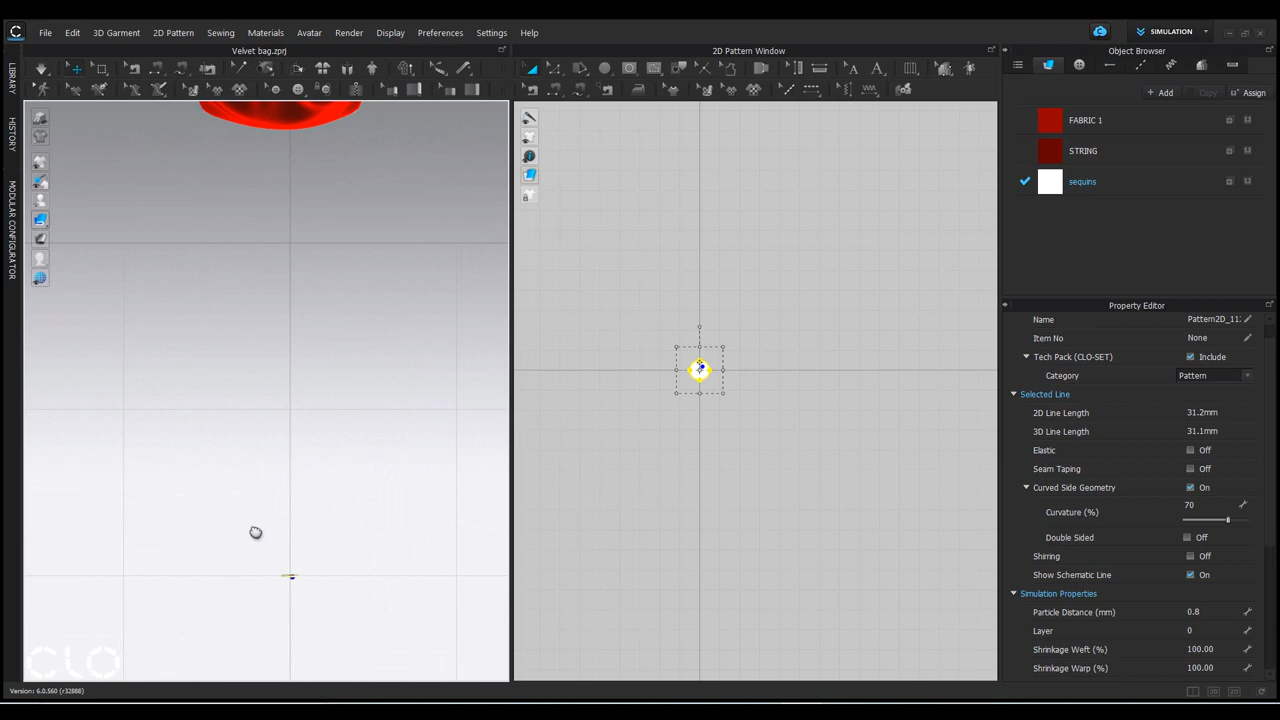 File Edit 3D Garment 2D Pattern Sewing Materials Avatar Render Display Preferences Settings Help SIMULATION
Velvet bag.zprj 2D Pattern Window Object Browser
LIBRARY
HISTORY
MODULAR CONFIGURATOR
+ Add Copy Assign
FABRIC 1
STRING
sequins
Property Editor
Name Pattern2D_11
Item No None
Tech Pack (CLO-SET) Include
Category Pattern
Selected Line
2D Line Length 31.2mm
3D Line Length 31.1mm
Elastic Off
Seam Taping Off
Curved Side Geometry On
Curvature (%) 70
Double Sided Off
Shirring Off
Show Schematic Line On
Simulation Properties
Particle Distance (mm) 0.8
Layer 0
Shrinkage Weft (%) 100.00
Shrinkage Warp (%) 100.00
CLO
Version: 6.0.560 (r32888) 3D 2D